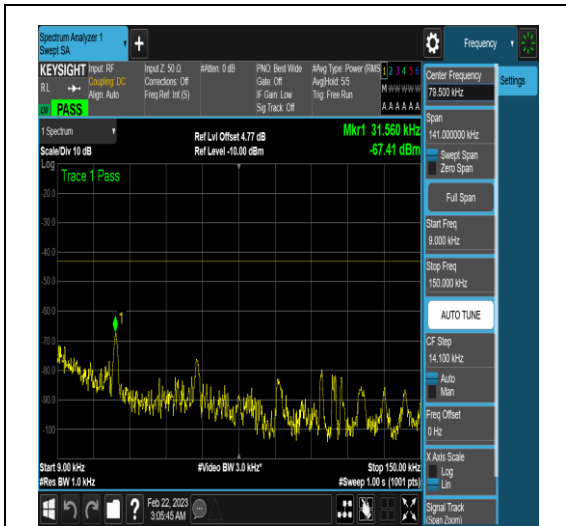 Spectrum Analyzer 1
Swept SA
+
Frequency
KEYSIGHT
RL
PASS
Input: RF
Coupling: DC
Align: Auto
Input Z: 50 Ω
Corrections: Off
Freq Ref: Int (S)
#Atten: 0 dB
PNO: Best Wide
Gate: Off
IF Gain: Low
Sig Track: Off
#Avg Type: Power (RMS
Avg|Hold: 5/5
Trig: Free Run
1 2 3 4 5 6
M W W W W W
A A A A A A
Center Frequency
79.500 kHz
Settings
Span
141.000000 kHz
Swept Span
Zero Span
Full Span
Start Freq
9.000 kHz
Stop Freq
150.000 kHz
AUTO TUNE
CF Step
14.100 kHz
Auto
Man
Freq Offset
0 Hz
X Axis Scale
Log
Lin
Signal Track
(Span Zoom)
1 Spectrum
Scale/Div 10 dB
Ref Lvl Offset 4.77 dB
Ref Level -10.00 dBm
Mkr1 31.560 kHz
-67.41 dBm
Log
Trace 1 Pass
-20.0
-30.0
-40.0
-50.0
-60.0
-70.0
-80.0
-90.0
-100
1
Start 9.00 kHz
#Res BW 1.0 kHz
#Video BW 3.0 kHz*
Stop 150.00 kHz
#Sweep 1.00 s (1001 pts)
?
Feb 22, 2023
3:05:45 AM